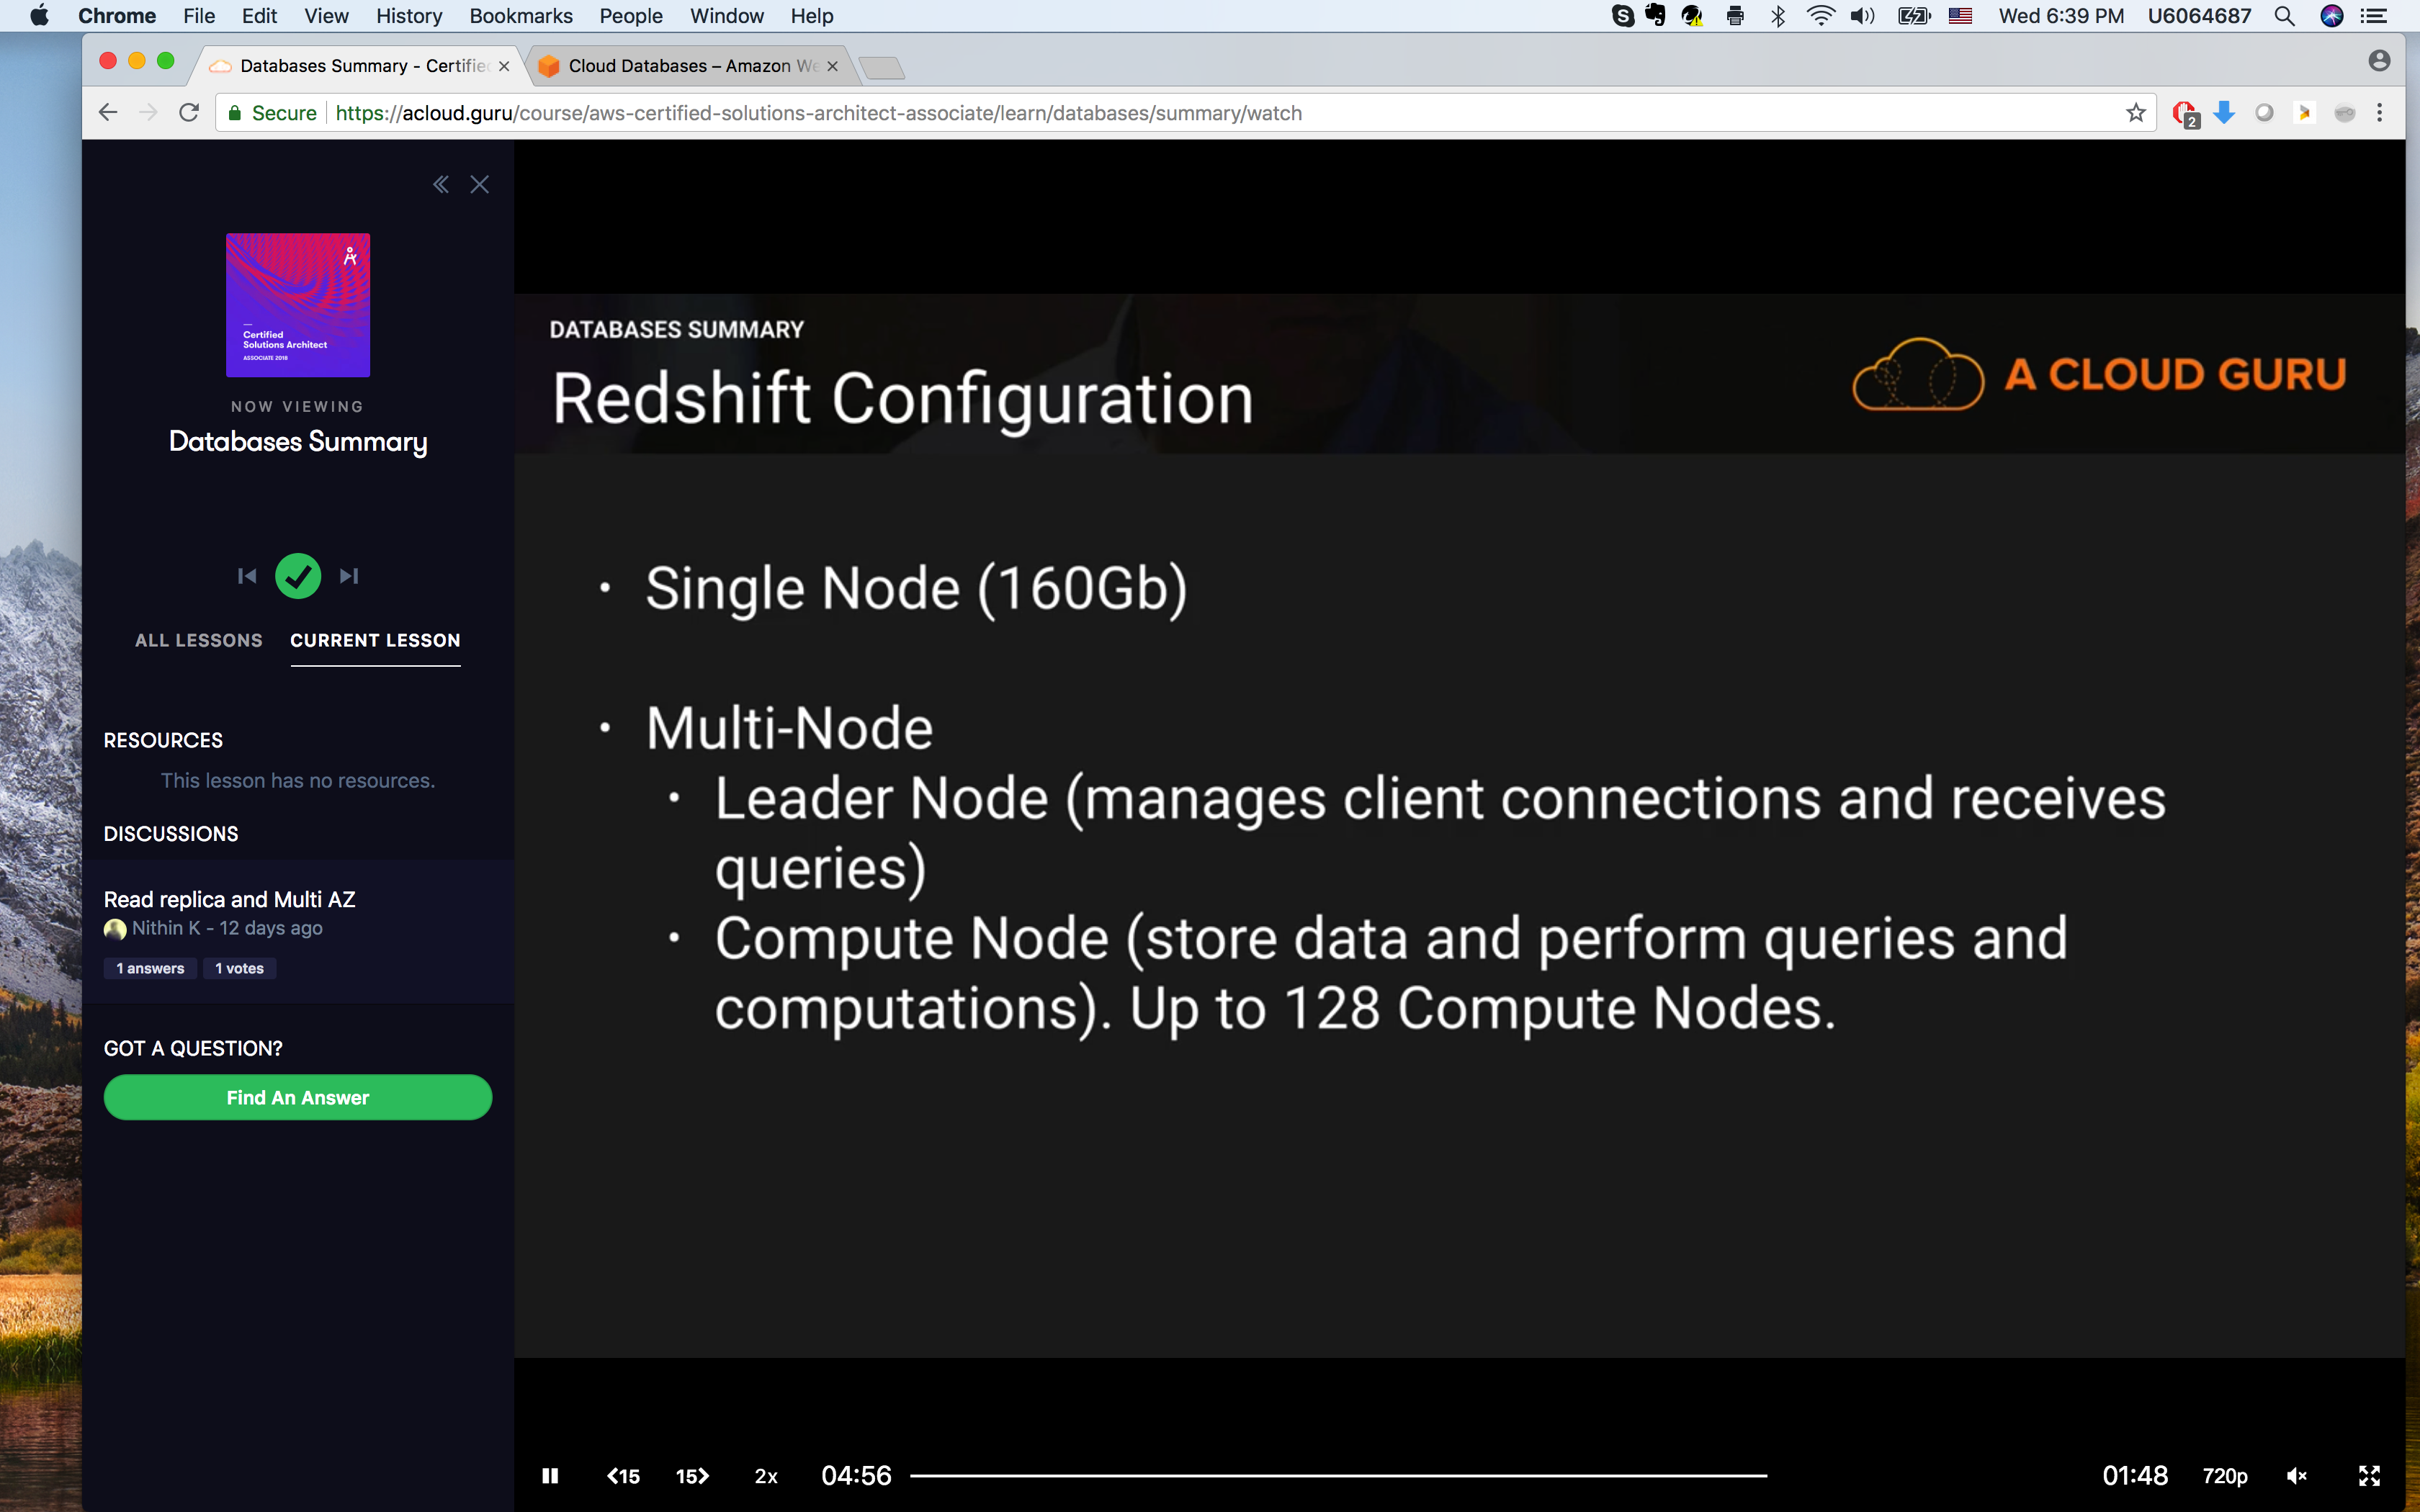 Chrome File Edit View History Bookmarks People Window Help
Wed 6:39 PM U6064687
Databases Summary - Certifie
Cloud Databases – Amazon We
Secure https://acloud.guru/course/aws-certified-solutions-architect-associate/learn/databases/summary/watch
2
Certified
Solutions Architect
ASSOCIATE 2018
NOW VIEWING
Databases Summary
ALL LESSONS CURRENT LESSON
RESOURCES
This lesson has no resources.
DISCUSSIONS
Read replica and Multi AZ
Nithin K - 12 days ago
1 answers 1 votes
GOT A QUESTION?
Find An Answer
DATABASES SUMMARY
Redshift Configuration
A CLOUD GURU
• Single Node (160Gb)
• Multi-Node
• Leader Node (manages client connections and receives
queries)
• Compute Node (store data and perform queries and
computations). Up to 128 Compute Nodes.
15 15 2x 04:56 01:48 720p